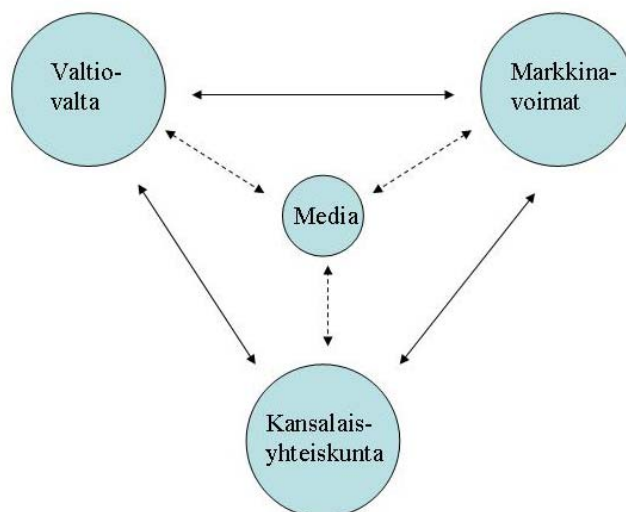 Valtio-
valta
Markkina-
voimat
Media
Kansalais-
yhteiskunta